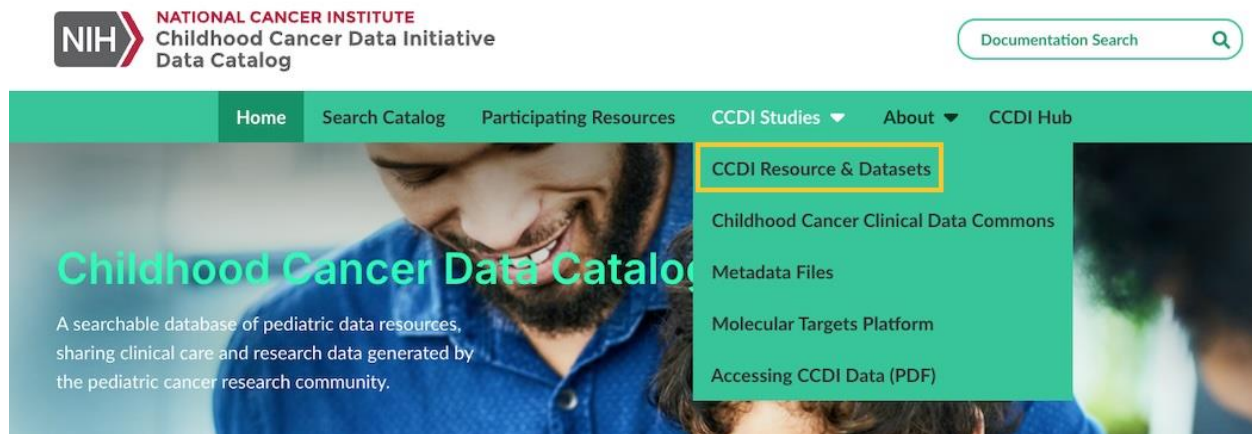 NIH
NATIONAL CANCER INSTITUTE
Childhood Cancer Data Initiative
Data Catalog
Documentation Search
Home Search Catalog Participating Resources CCDI Studies About CCDI Hub
CCDI Resource & Datasets
Childhood Cancer Clinical Data Commons
Metadata Files
Molecular Targets Platform
Accessing CCDI Data (PDF)
Childhood Cancer Data Catalog
A searchable database of pediatric data resources,
sharing clinical care and research data generated by
the pediatric cancer research community.